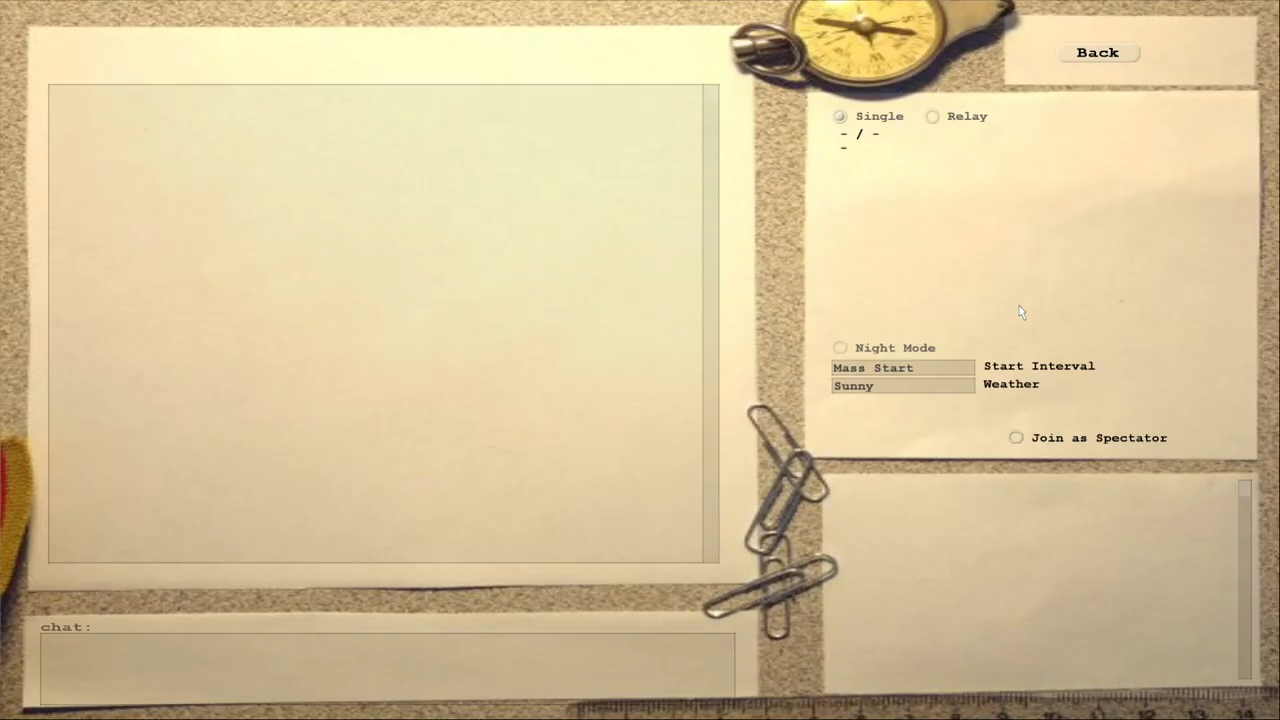 Back
Single
Relay
- / -
-
Night Mode
Mass Start
Start Interval
Sunny
Weather
Join as Spectator
chat: